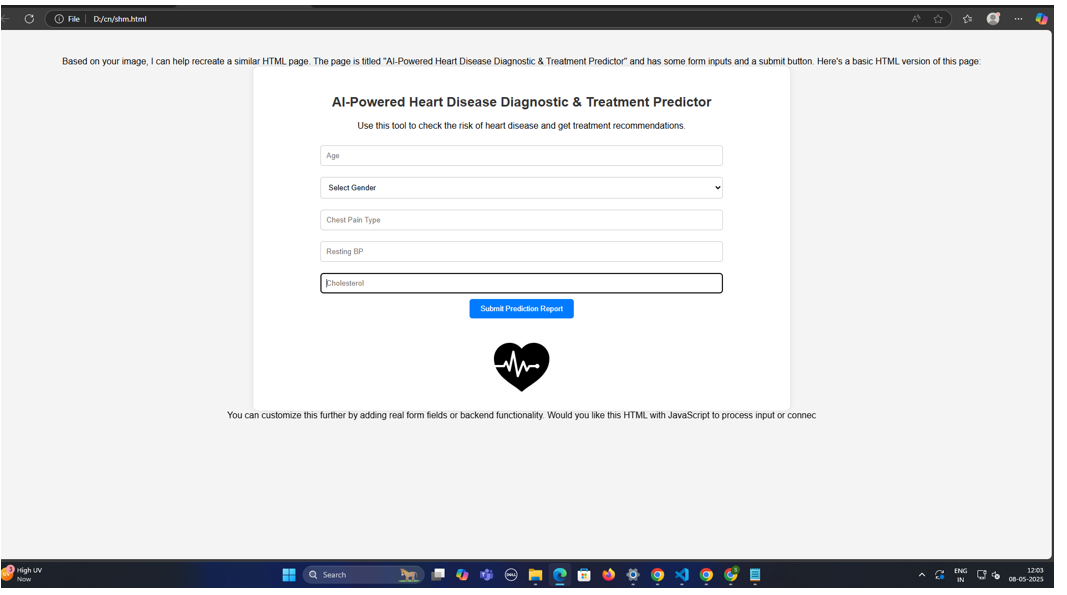 File D:/cn/shm.html
Based on your image, I can help recreate a similar HTML page. The page is titled "AI-Powered Heart Disease Diagnostic & Treatment Predictor" and has some form inputs and a submit button. Here's a basic HTML version of this page:
AI-Powered Heart Disease Diagnostic & Treatment Predictor
Use this tool to check the risk of heart disease and get treatment recommendations.
Age
Select Gender
Chest Pain Type
Resting BP
Cholesterol
Submit Prediction Report
You can customize this further by adding real form fields or backend functionality. Would you like this HTML with JavaScript to process input or connec
High UV
Now
Search
ENG
IN
12:03
08-05-2025